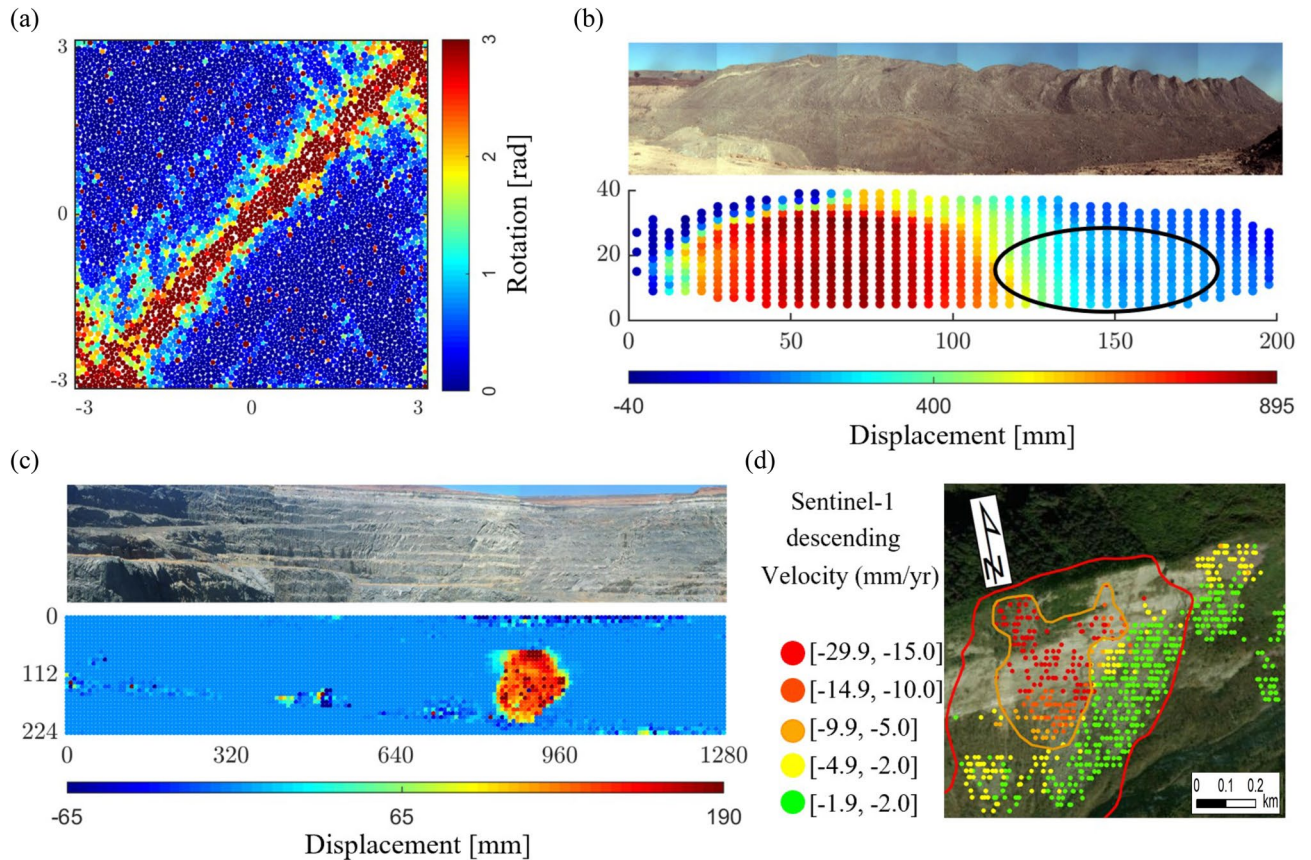 (a)
3
0
-3
-3
0
3
3
2
1
0
Rotation [rad]
(b)
40
20
0
0
50
100
150
200
-40
400
895
Displacement [mm]
(c)
0
112
224
0
320
640
960
1280
-65
65
190
Displacement [mm]
(d)
Sentinel-1
descending
Velocity (mm/yr)
[-29.9, -15.0]
[-14.9, -10.0]
[-9.9, -5.0]
[-4.9, -2.0]
[-1.9, -2.0]
N
0 0.1 0.2
km